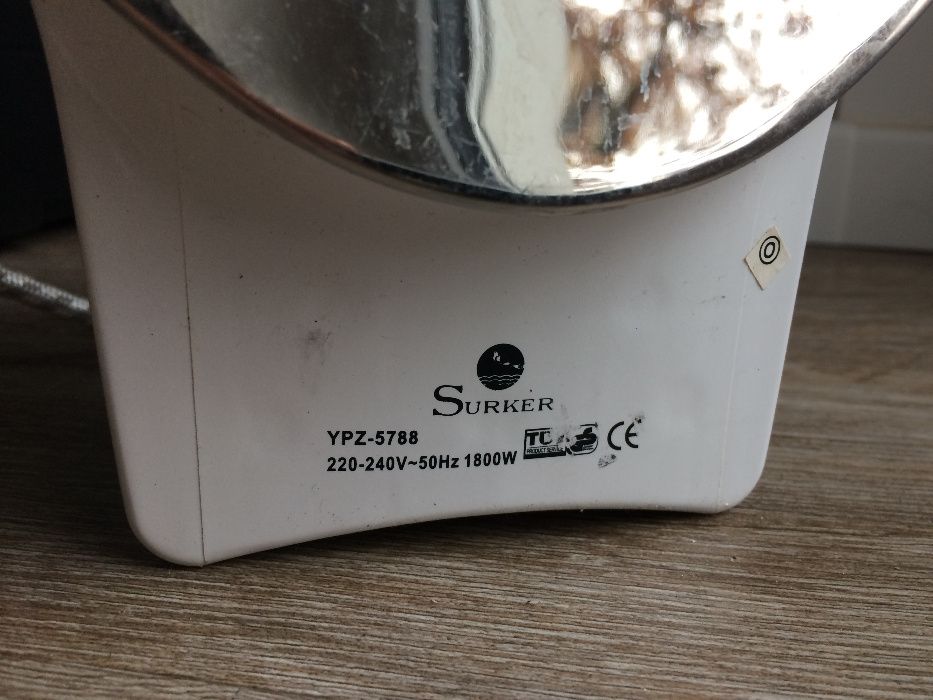 SURKER
YPZ-5788
220-240V~50Hz 1800W
CE